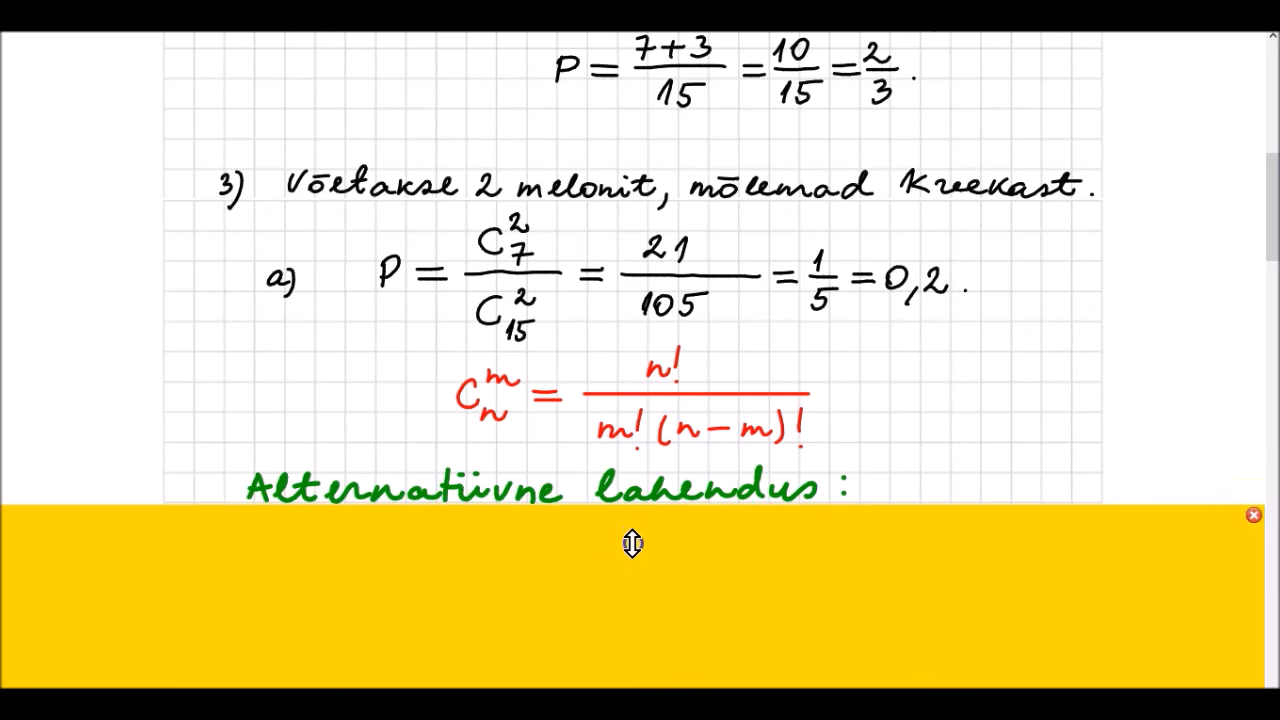 P = (7+3)/15 = 10/15 = 2/3 .
3) Võetakse 2 melonit, mõlemad Kreekast.
a) P = C_7^2 / C_15^2 = 21/105 = 1/5 = 0,2 .
C_n^m = n! / m!(n-m)!
Alternatiivne lahendus: